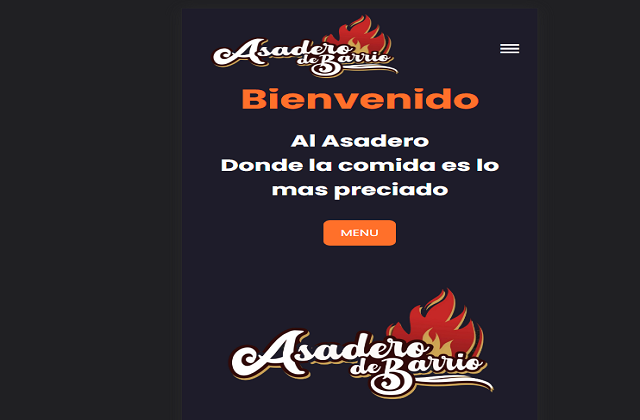 Asadero
de Barrio
Bienvenido
Al Asadero
Donde la comida es lo
mas preciado
MENU
Asadero
de Barrio